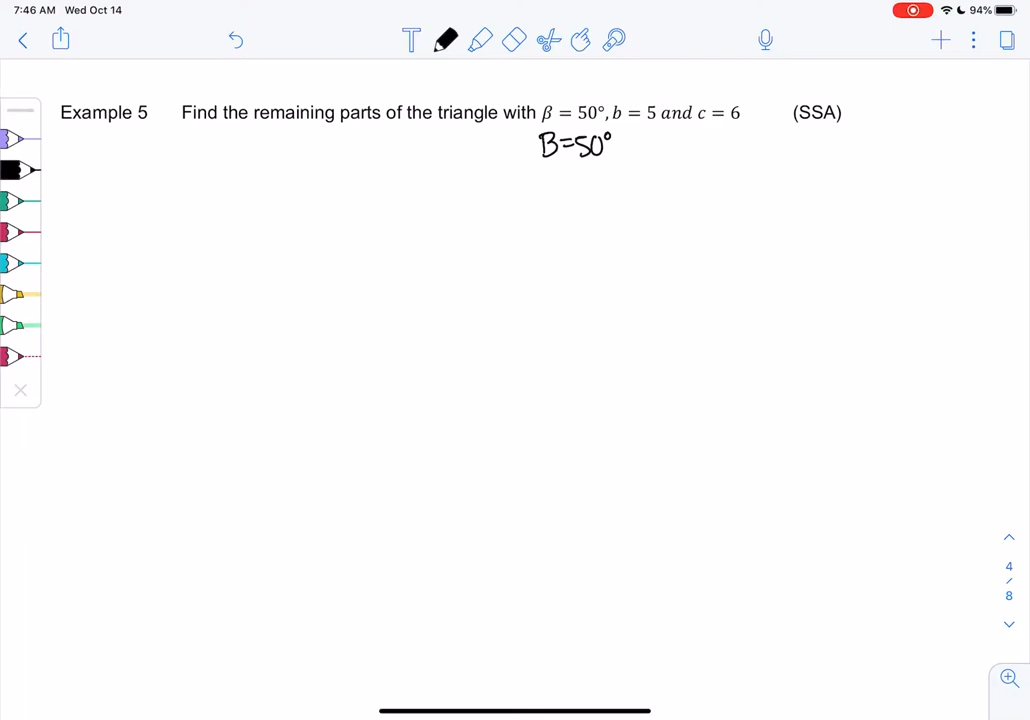 7:46 AM Wed Oct 14
94%
T
Example 5 Find the remaining parts of the triangle with β = 50°, b = 5 and c = 6 (SSA)
B=50°
4
/
8